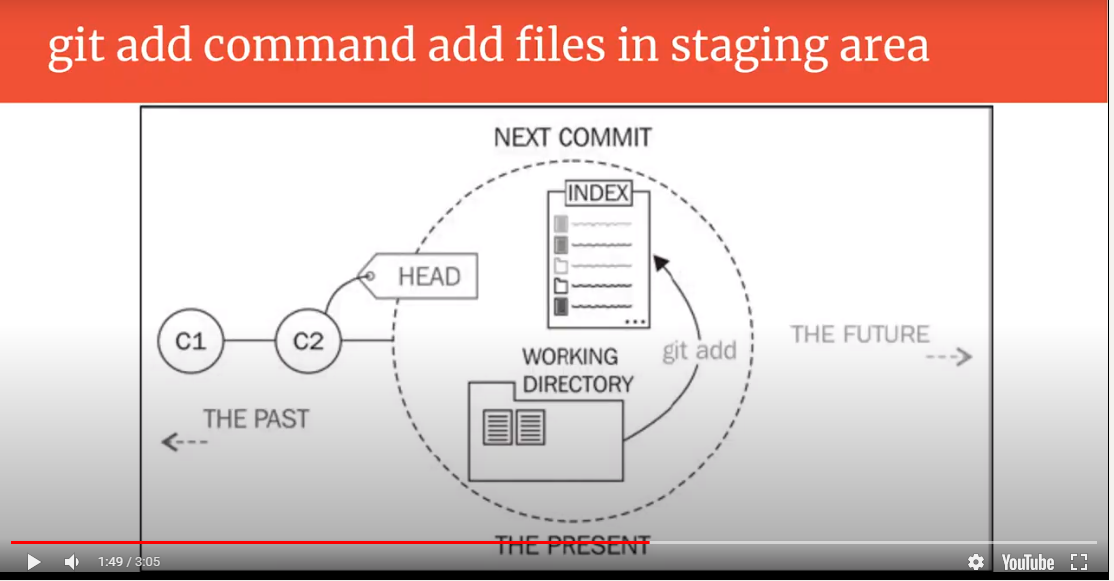 git add command add files in staging area
NEXT COMMIT
INDEX
HEAD
C1
C2
git add
WORKING
DIRECTORY
THE FUTURE
THE PAST
THE PRESENT
1:49 / 3:05
YouTube